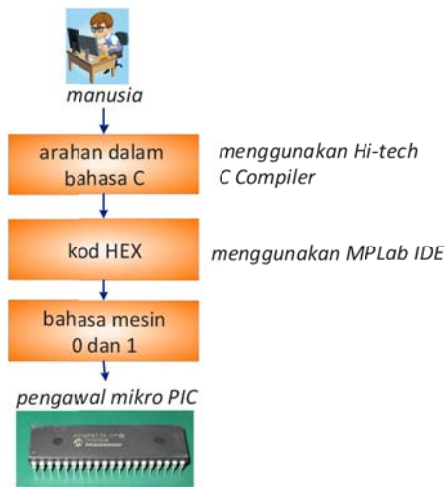 manusia
arahan dalam
bahasa C
menggunakan Hi-tech
C Compiler
kod HEX
menggunakan MPLab IDE
bahasa mesin
0 dan 1
pengawal mikro PIC